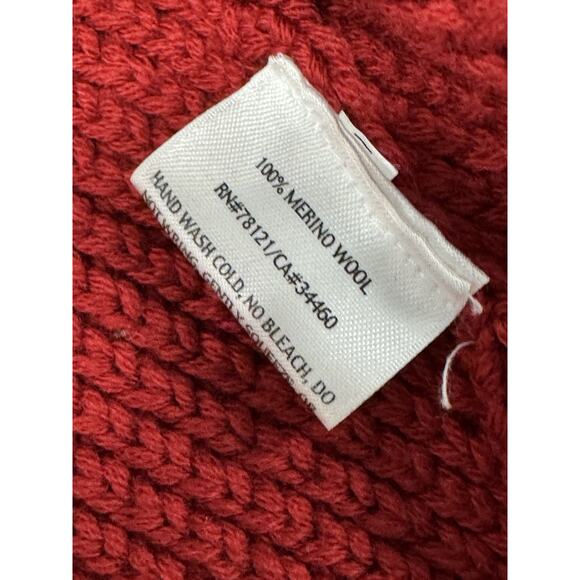 100% MERINO WOOL
RN#78121/CA#34460
HAND WASH COLD, NO BLEACH, DO